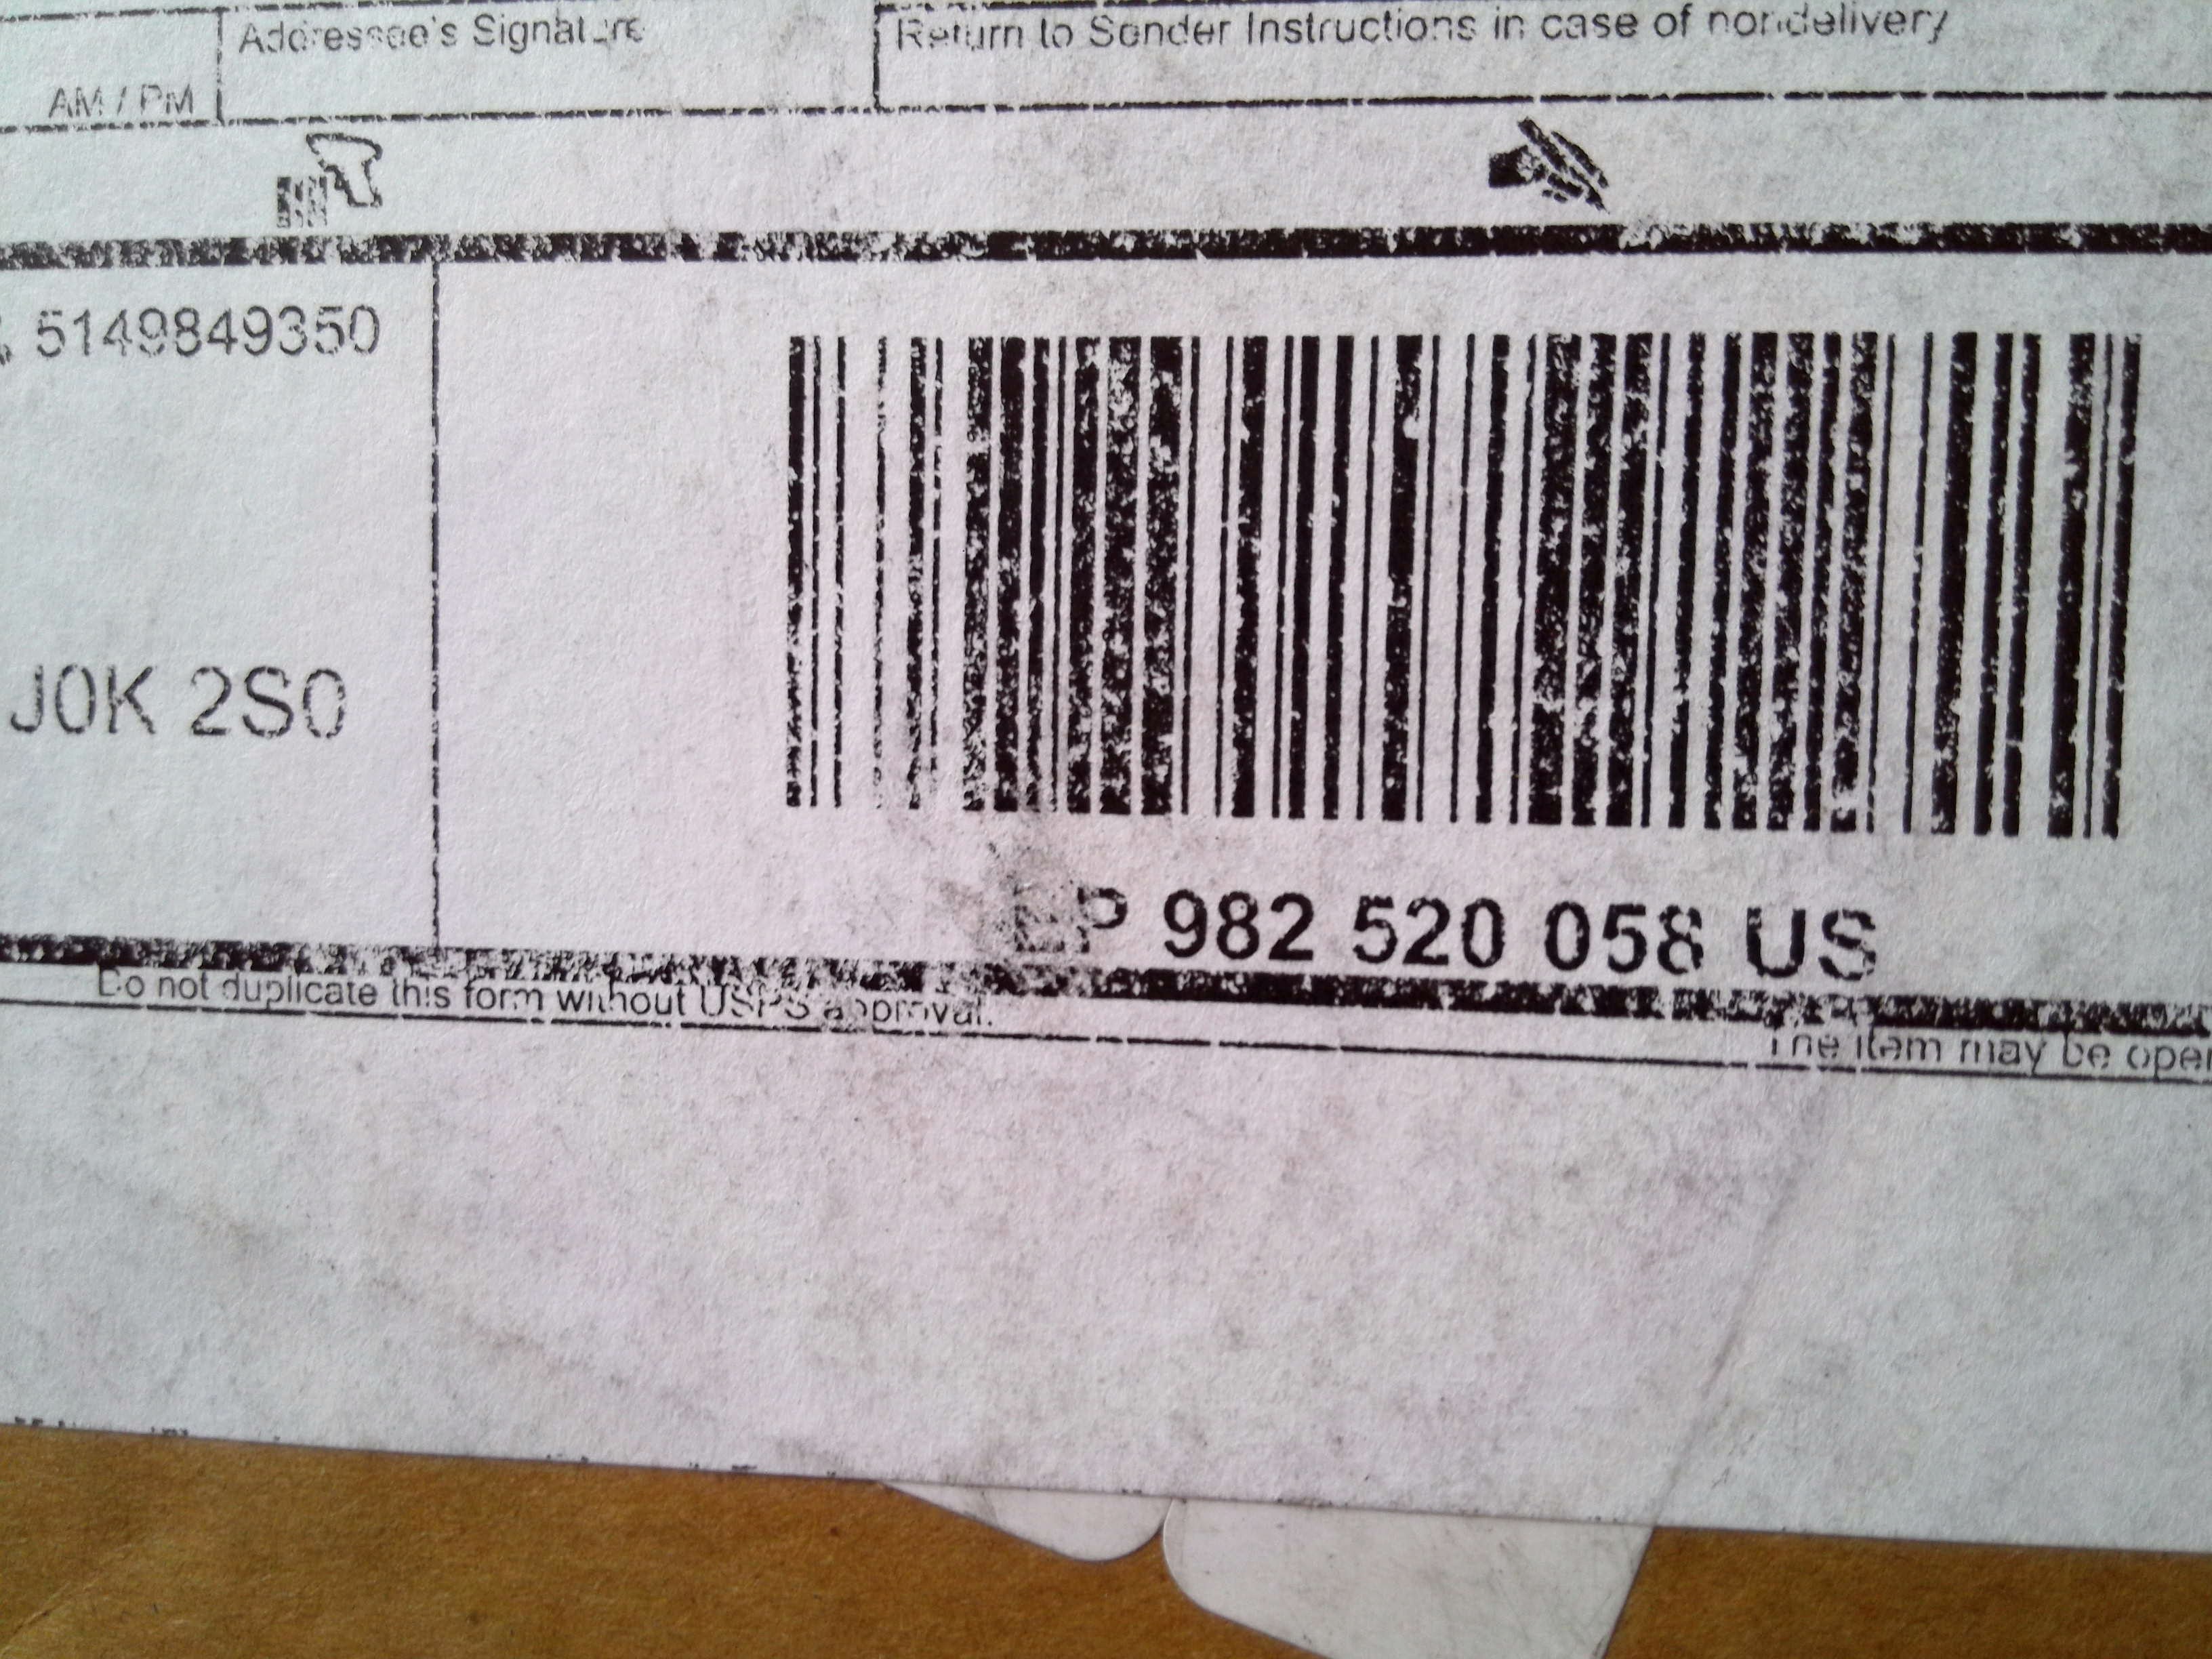 Addressee's Signature
Return to Sender Instructions in case of nondelivery
AM / PM
5149849350
J0K 2S0
982 520 058 US
Do not duplicate this form without USPS approval.
The item may be